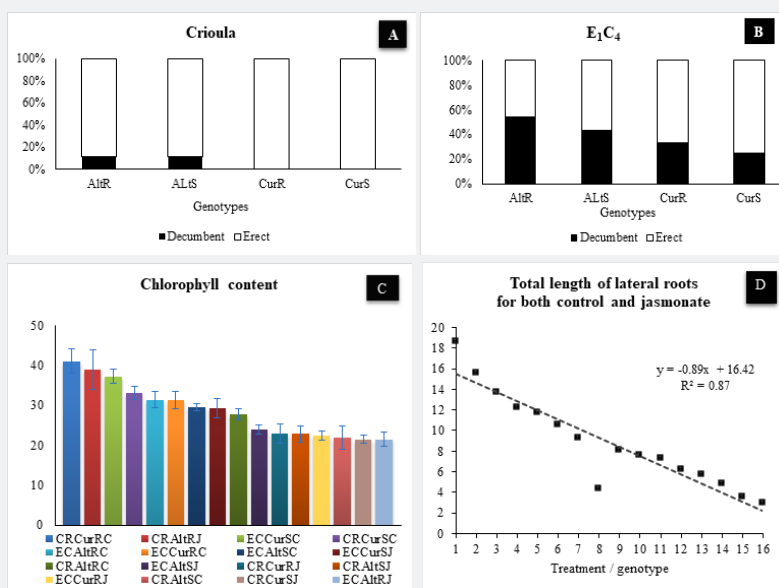 Crioula
A
100%
80%
60%
40%
20%
0%
AltR ALtS CurR CurS
Genotypes
Decumbent Erect
E1C4
B
100%
80%
60%
40%
20%
0%
AltR ALtS CurR CurS
Genotypes
Decumbent Erect
Chlorophyll content
C
50
40
30
20
10
0
CRCurRC CRAltRJ ECCurSC CRCurSC
ECAltRC ECCurRC ECAltSC ECCurSJ
CRAltRC ECAltSJ CRCurRJ CRAltSJ
ECCurRJ CRAltSC CRCurSJ ECAltRJ
Total length of lateral roots
for both control and jasmonate
D
20
18
16
14
12
10
8
6
4
2
0
y = -0.89x + 16.42
R² = 0.87
1 2 3 4 5 6 7 8 9 10 11 12 13 14 15 16
Treatment / genotype